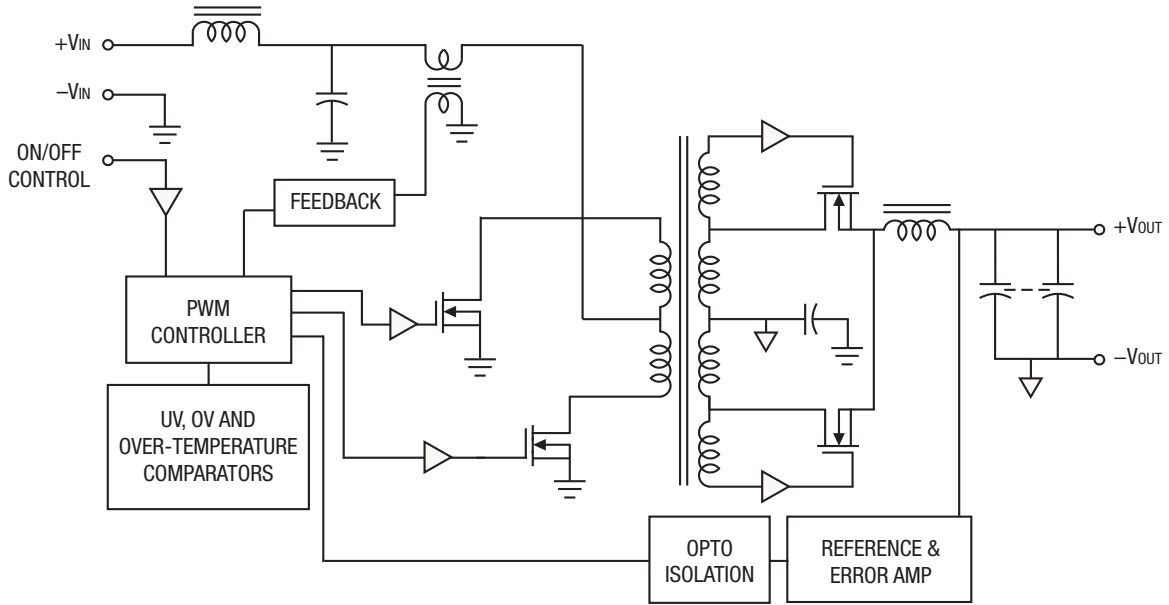 +VIN
–VIN
ON/OFF
CONTROL
FEEDBACK
PWM
CONTROLLER
UV, OV AND
OVER-TEMPERATURE
COMPARATORS
+VOUT
–VOUT
OPTO
ISOLATION
REFERENCE &
ERROR AMP